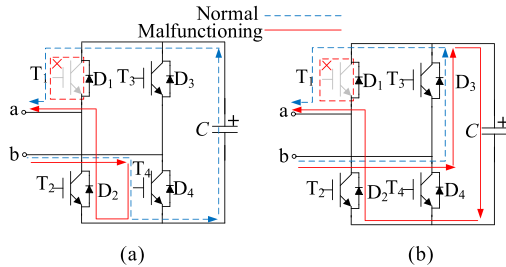 Normal
Malfunctioning
T1
D1
T3
D3
a
b
C
+
T2
D2
T4
D4
(a)
T1
D1
T3
D3
a
b
C
+
T2
D2
T4
D4
(b)